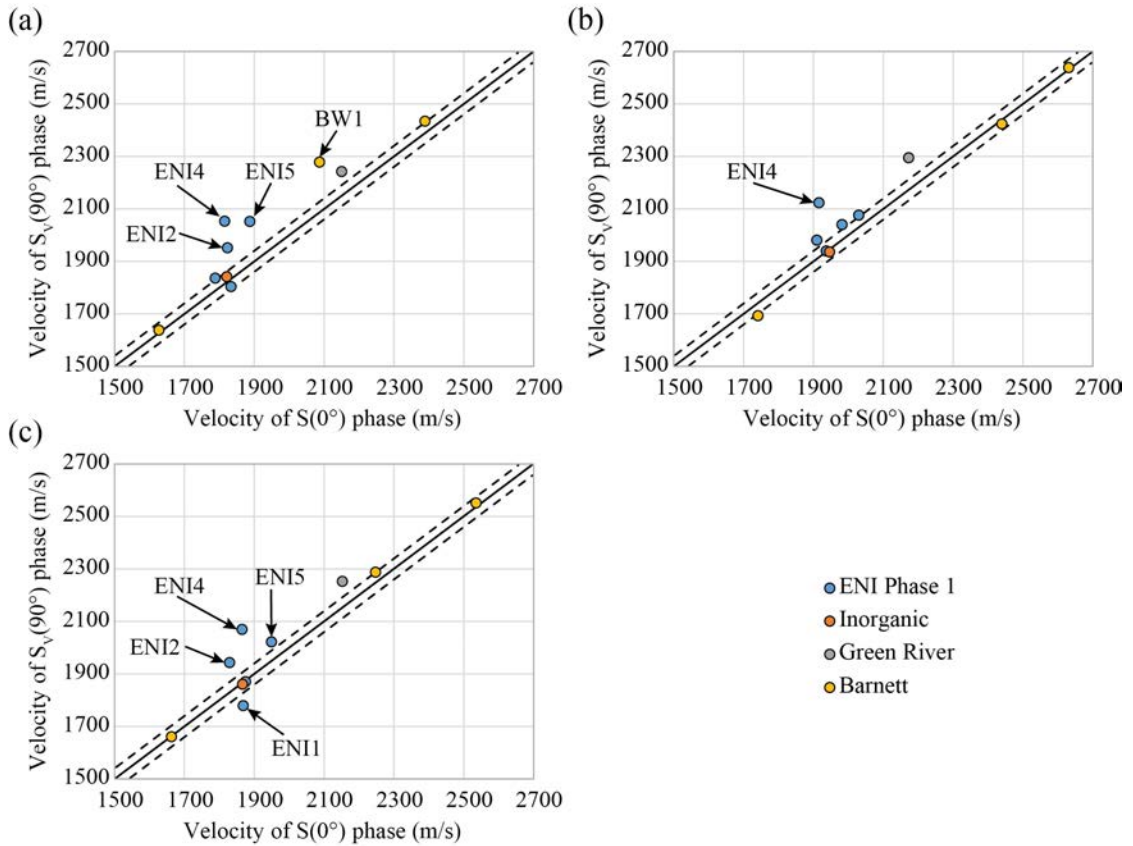 (a)
Velocity of Sᵥ(90°) phase (m/s)
2700
2500
2300
2100
1900
1700
1500
BW1
ENI4
ENI5
ENI2
1500 1700 1900 2100 2300 2500 2700
Velocity of S(0°) phase (m/s)
(b)
Velocity of Sᵥ(90°) phase (m/s)
2700
2500
2300
2100
1900
1700
1500
ENI4
1500 1700 1900 2100 2300 2500 2700
Velocity of S(0°) phase (m/s)
(c)
Velocity of Sᵥ(90°) phase (m/s)
2700
2500
2300
2100
1900
1700
1500
ENI5
ENI4
ENI2
ENI1
1500 1700 1900 2100 2300 2500 2700
Velocity of S(0°) phase (m/s)
ENI Phase 1
Inorganic
Green River
Barnett